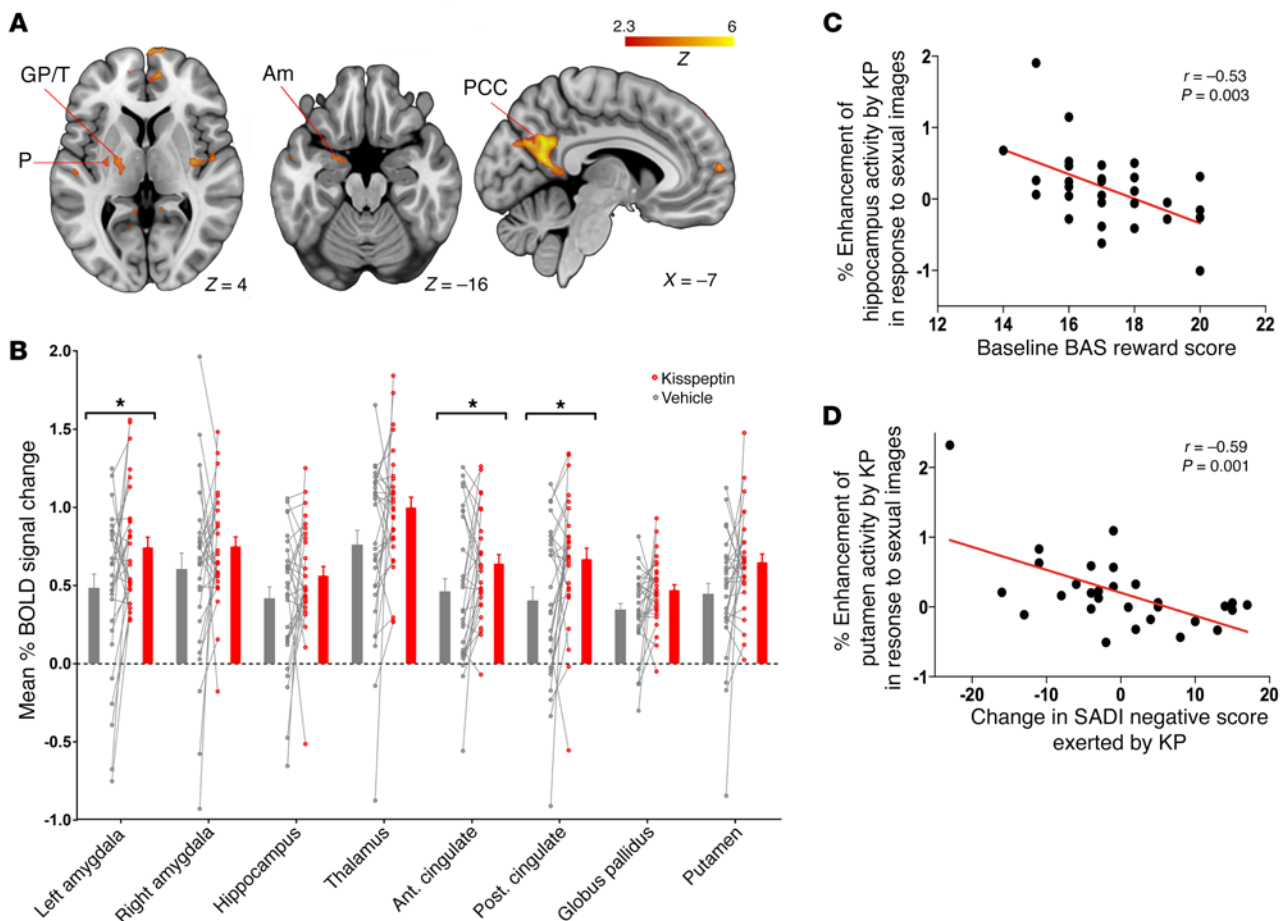 A
GP/T
P
Z = 4
Am
Z = −16
PCC
X = −7
2.3
6
Z
B
Mean % BOLD signal change
2.0
1.5
1.0
0.5
0.0
-0.5
-1.0
Kisspeptin
Vehicle
*
*
*
Left amygdala
Right amygdala
Hippocampus
Thalamus
Ant. cingulate
Post. cingulate
Globus pallidus
Putamen
C
% Enhancement of
hippocampus activity by KP
in response to sexual images
2
1
0
-1
r = −0.53
P = 0.003
12 14 16 18 20 22
Baseline BAS reward score
D
% Enhancement of
putamen activity by KP
in response to sexual images
2
1
0
-1
r = −0.59
P = 0.001
-20 -10 0 10 20
Change in SADI negative score
exerted by KP